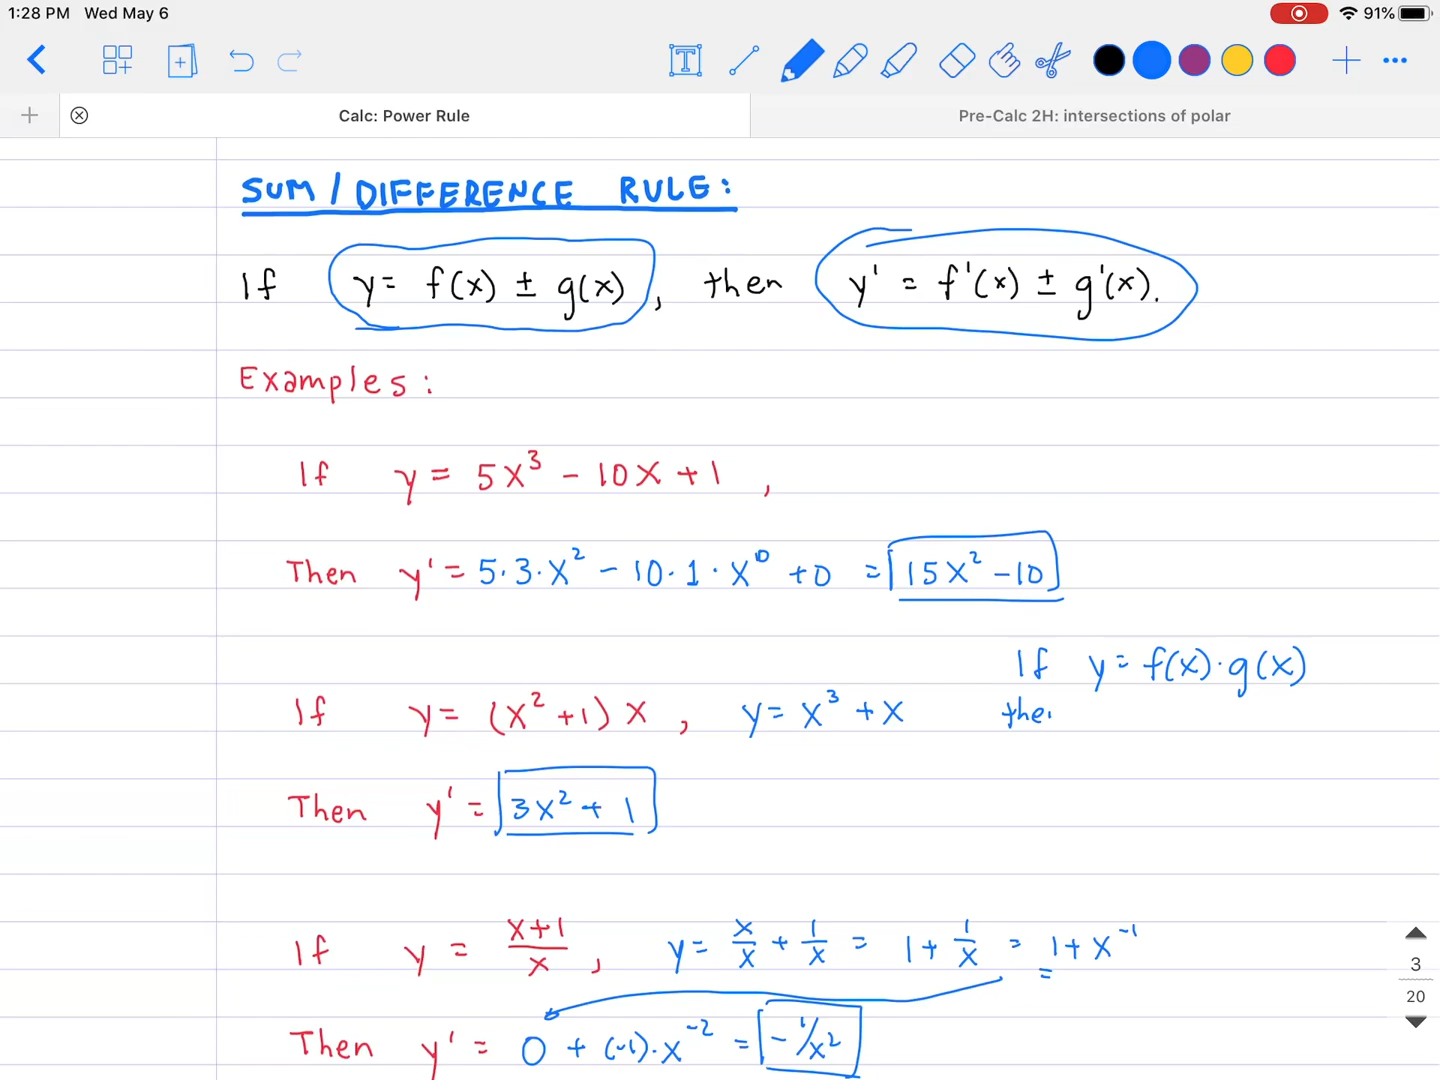 1:28 PM Wed May 6 91%
Calc: Power Rule Pre-Calc 2H: intersections of polar
SUM / DIFFERENCE RULE:
If y = f(x) ± g(x), then y' = f'(x) ± g'(x).
Examples:
If y = 5x³ - 10x + 1,
Then y' = 5·3·x² - 10·1·x⁰ + 0 = 15x² - 10
If y = f(x)·g(x)
If y = (x² + 1) x, y = x³ + x the
Then y' = 3x² + 1
If y = (x+1)/x, y = x/x + 1/x = 1 + 1/x = 1 + x⁻¹
Then y' = 0 + (-1)·x⁻² = -1/x²
3
20